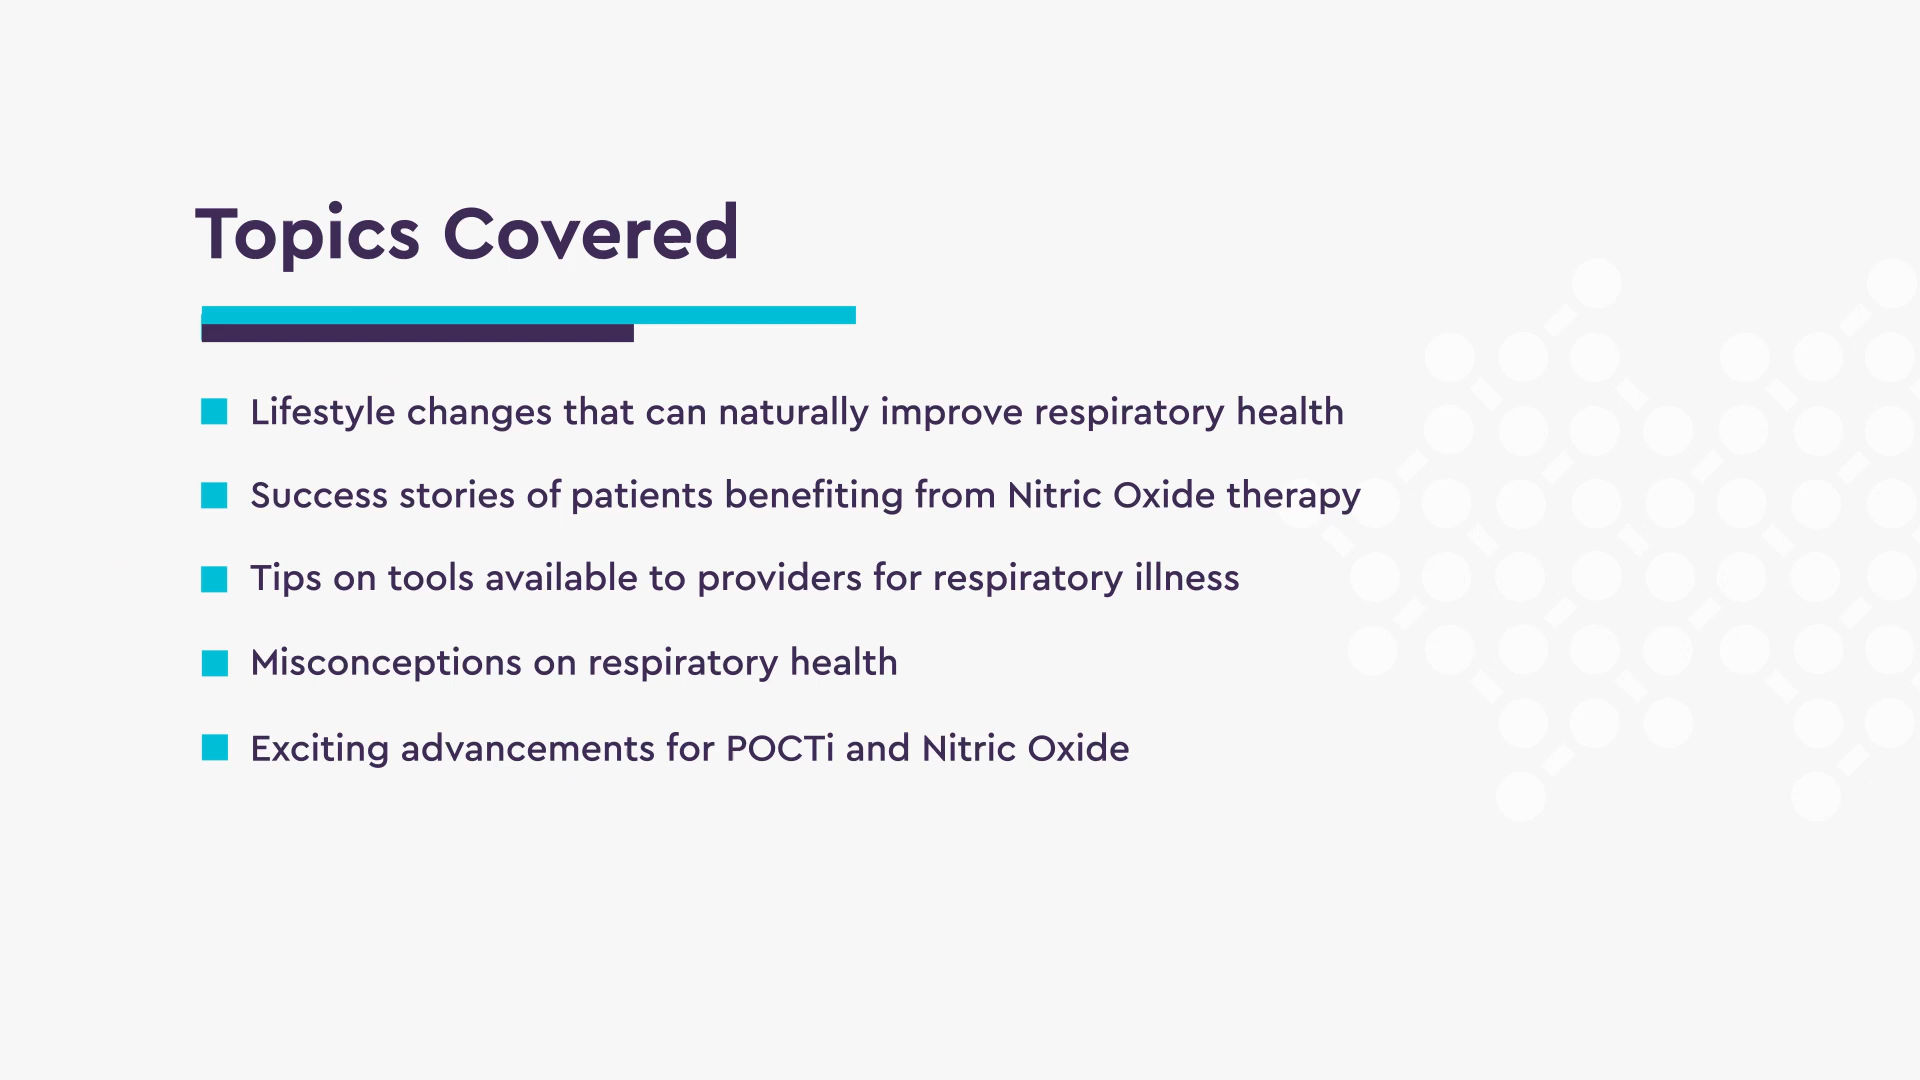 Topics Covered
Lifestyle changes that can naturally improve respiratory health
Success stories of patients benefiting from Nitric Oxide therapy
Tips on tools available to providers for respiratory illness
Misconceptions on respiratory health
Exciting advancements for POCTi and Nitric Oxide